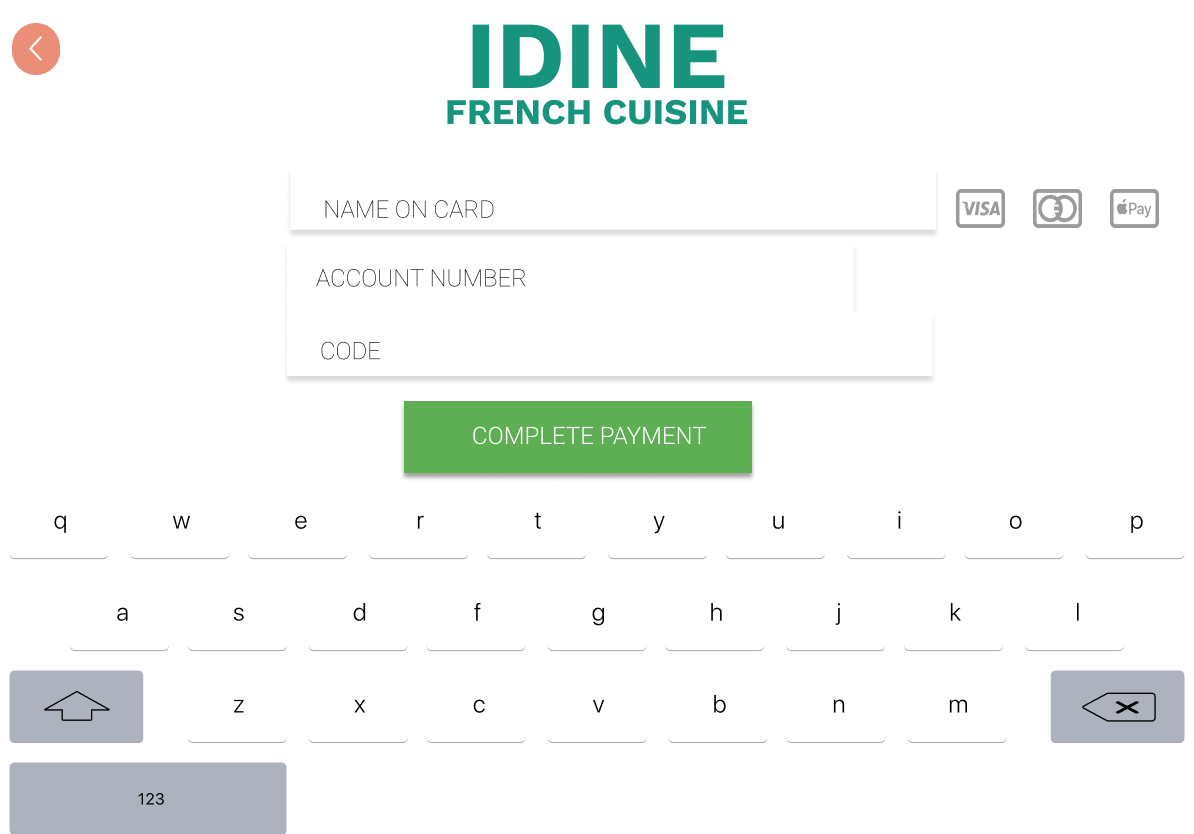 IDINE
FRENCH CUISINE
NAME ON CARD
VISA
Pay
ACCOUNT NUMBER
CODE
COMPLETE PAYMENT
q w e r t y u i o p
a s d f g h j k l
z x c v b n m
123